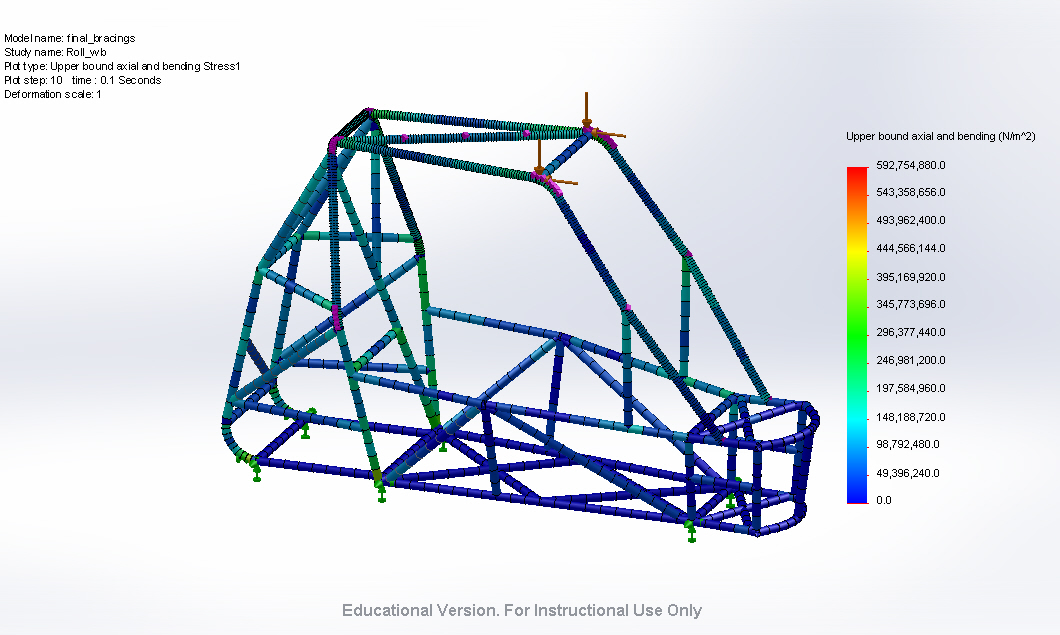 Model name: final_bracings
Study name: Roll_vvb
Plot type: Upper bound axial and bending Stress1
Plot step: 10   time : 0.1 Seconds
Deformation scale: 1
Upper bound axial and bending (N/m^2)
592,754,880.0
543,358,656.0
493,962,400.0
444,566,144.0
395,169,920.0
345,773,696.0
296,377,440.0
246,981,200.0
197,584,960.0
148,188,720.0
98,792,480.0
49,396,240.0
0.0
Educational Version. For Instructional Use Only